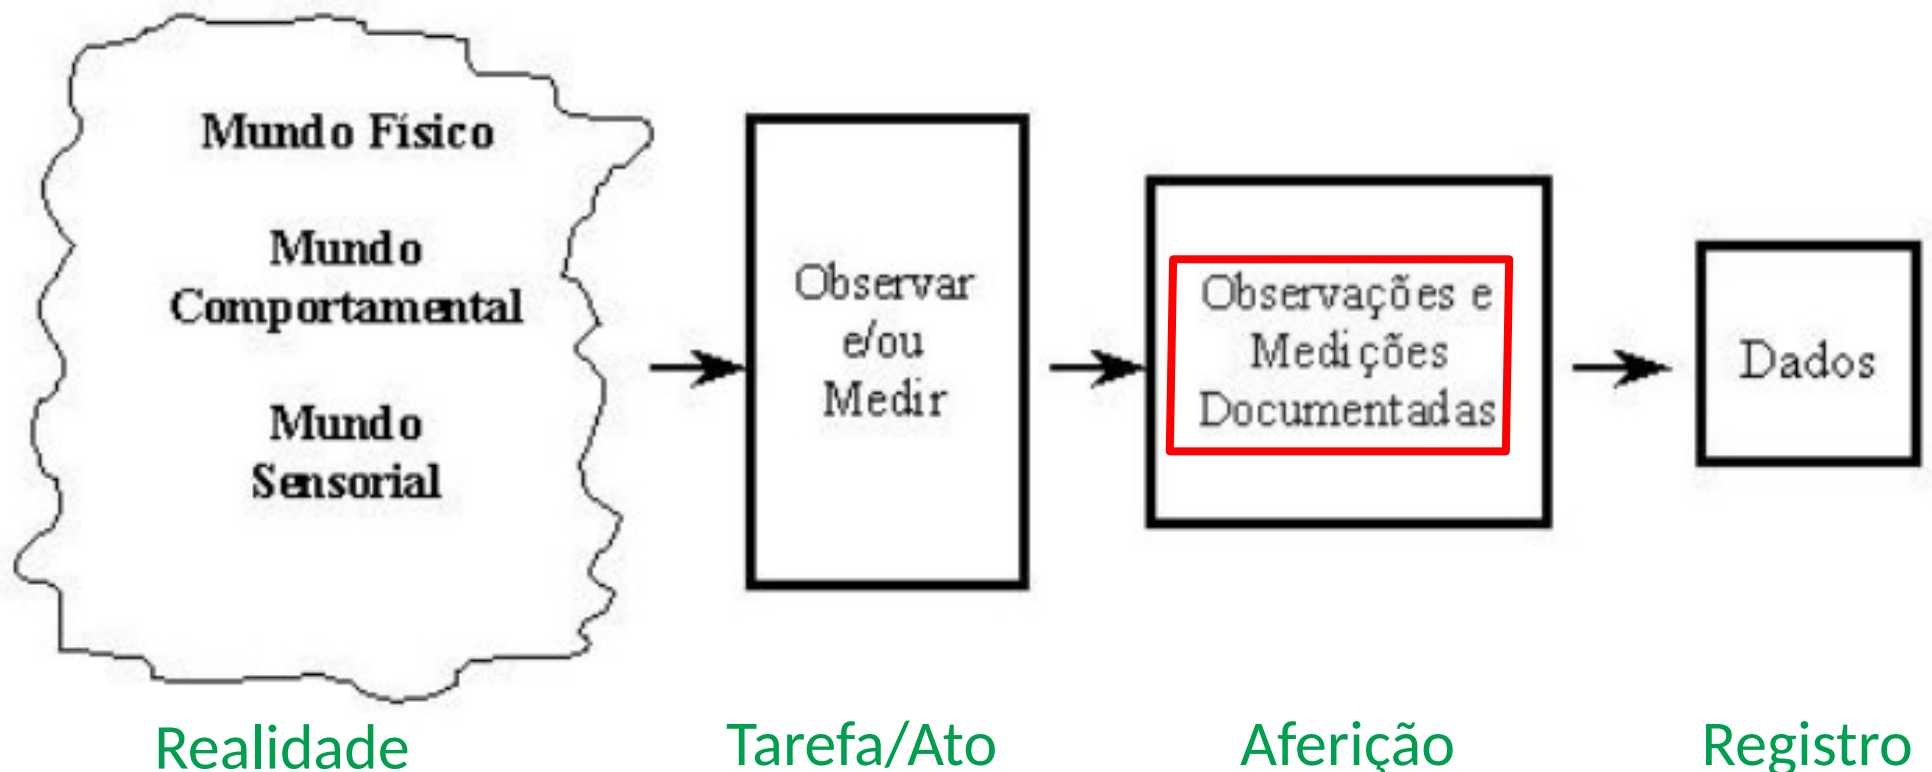 Mundo Físico
Mundo
Comportamental
Mundo
Sensorial
Observar
e/ou
Medir
Observações e
Medições
Documentadas
Dados
Realidade
Tarefa/Ato
Aferição
Registro